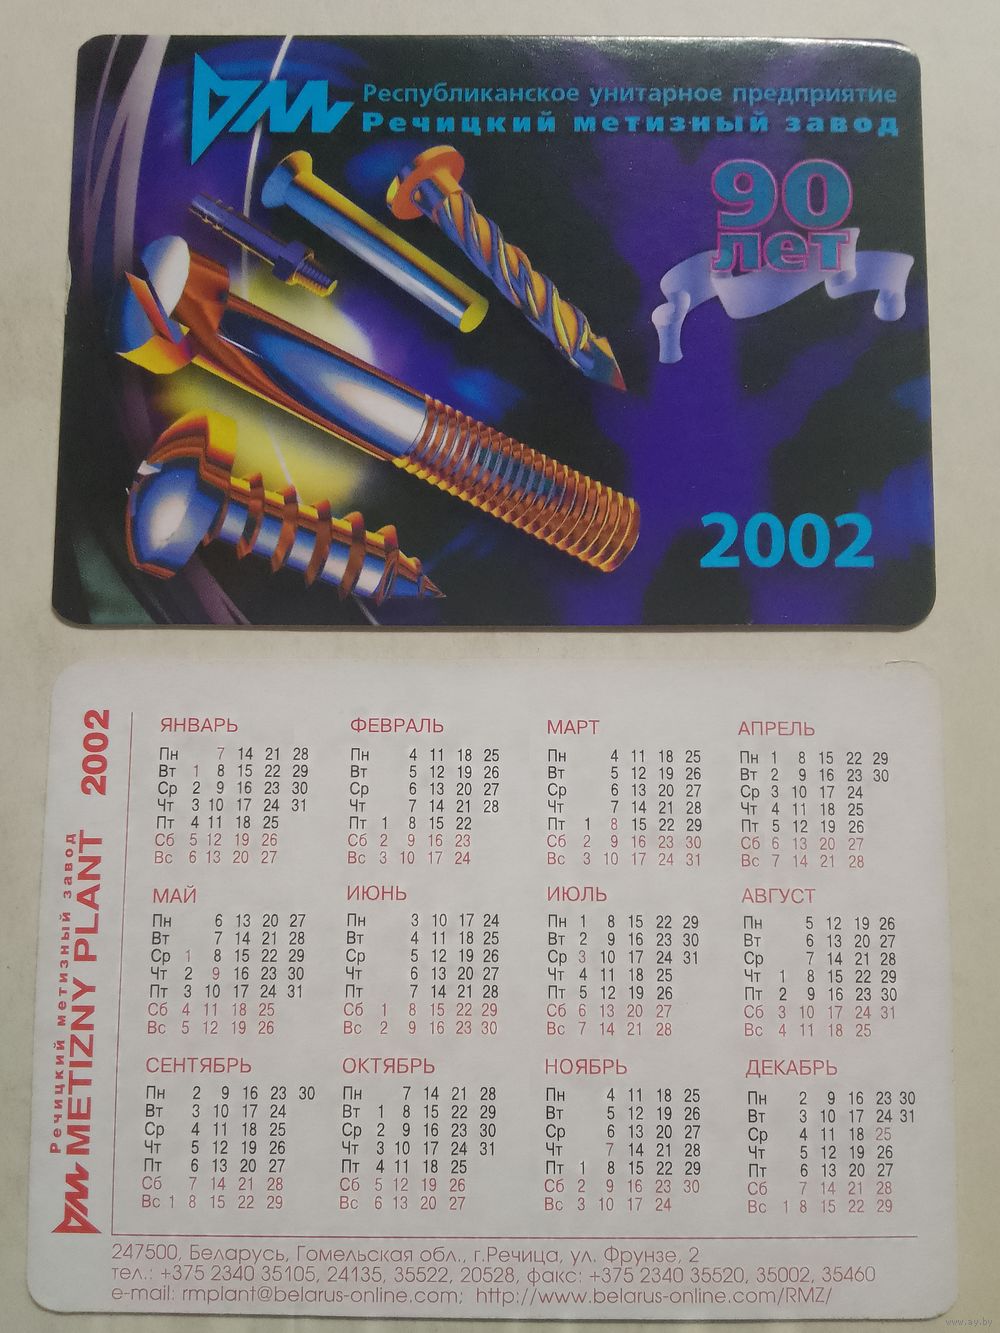 Республиканское унитарное предприятие
Речицкий метизный завод
90
лет
2002
Речицкий метизный завод
METIZNY PLANT 2002
ЯНВАРЬ
Пн 7 14 21 28
Вт 1 8 15 22 29
Ср 2 9 16 23 30
Чт 3 10 17 24 31
Пт 4 11 18 25
Сб 5 12 19 26
Вс 6 13 20 27
ФЕВРАЛЬ
Пн 4 11 18 25
Вт 5 12 19 26
Ср 6 13 20 27
Чт 7 14 21 28
Пт 1 8 15 22
Сб 2 9 16 23
Вс 3 10 17 24
МАРТ
Пн 4 11 18 25
Вт 5 12 19 26
Ср 6 13 20 27
Чт 7 14 21 28
Пт 1 8 15 22 29
Сб 2 9 16 23 30
Вс 3 10 17 24 31
АПРЕЛЬ
Пн 1 8 15 22 29
Вт 2 9 16 23 30
Ср 3 10 17 24
Чт 4 11 18 25
Пт 5 12 19 26
Сб 6 13 20 27
Вс 7 14 21 28
МАЙ
Пн 6 13 20 27
Вт 7 14 21 28
Ср 1 8 15 22 29
Чт 2 9 16 23 30
Пт 3 10 17 24 31
Сб 4 11 18 25
Вс 5 12 19 26
ИЮНЬ
Пн 3 10 17 24
Вт 4 11 18 25
Ср 5 12 19 26
Чт 6 13 20 27
Пт 7 14 21 28
Сб 1 8 15 22 29
Вс 2 9 16 23 30
ИЮЛЬ
Пн 1 8 15 22 29
Вт 2 9 16 23 30
Ср 3 10 17 24 31
Чт 4 11 18 25
Пт 5 12 19 26
Сб 6 13 20 27
Вс 7 14 21 28
АВГУСТ
Пн 5 12 19 26
Вт 6 13 20 27
Ср 7 14 21 28
Чт 1 8 15 22 29
Пт 2 9 16 23 30
Сб 3 10 17 24 31
Вс 4 11 18 25
СЕНТЯБРЬ
Пн 2 9 16 23 30
Вт 3 10 17 24
Ср 4 11 18 25
Чт 5 12 19 26
Пт 6 13 20 27
Сб 7 14 21 28
Вс 1 8 15 22 29
ОКТЯБРЬ
Пн 7 14 21 28
Вт 1 8 15 22 29
Ср 2 9 16 23 30
Чт 3 10 17 24 31
Пт 4 11 18 25
Сб 5 12 19 26
Вс 6 13 20 27
НОЯБРЬ
Пн 4 11 18 25
Вт 5 12 19 26
Ср 6 13 20 27
Чт 7 14 21 28
Пт 1 8 15 22 29
Сб 2 9 16 23 30
Вс 3 10 17 24
ДЕКАБРЬ
Пн 2 9 16 23 30
Вт 3 10 17 24 31
Ср 4 11 18 25
Чт 5 12 19 26
Пт 6 13 20 27
Сб 7 14 21 28
Вс 1 8 15 22 29
247500, Беларусь, Гомельская обл., г.Речица, ул. Фрунзе, 2
тел.: +375 2340 35105, 24135, 35522, 20528, факс: +375 2340 35520, 35002, 35460
e-mail: rmplant@belarus-online.com; http://www.belarus-online.com/RMZ/
www.ay.by